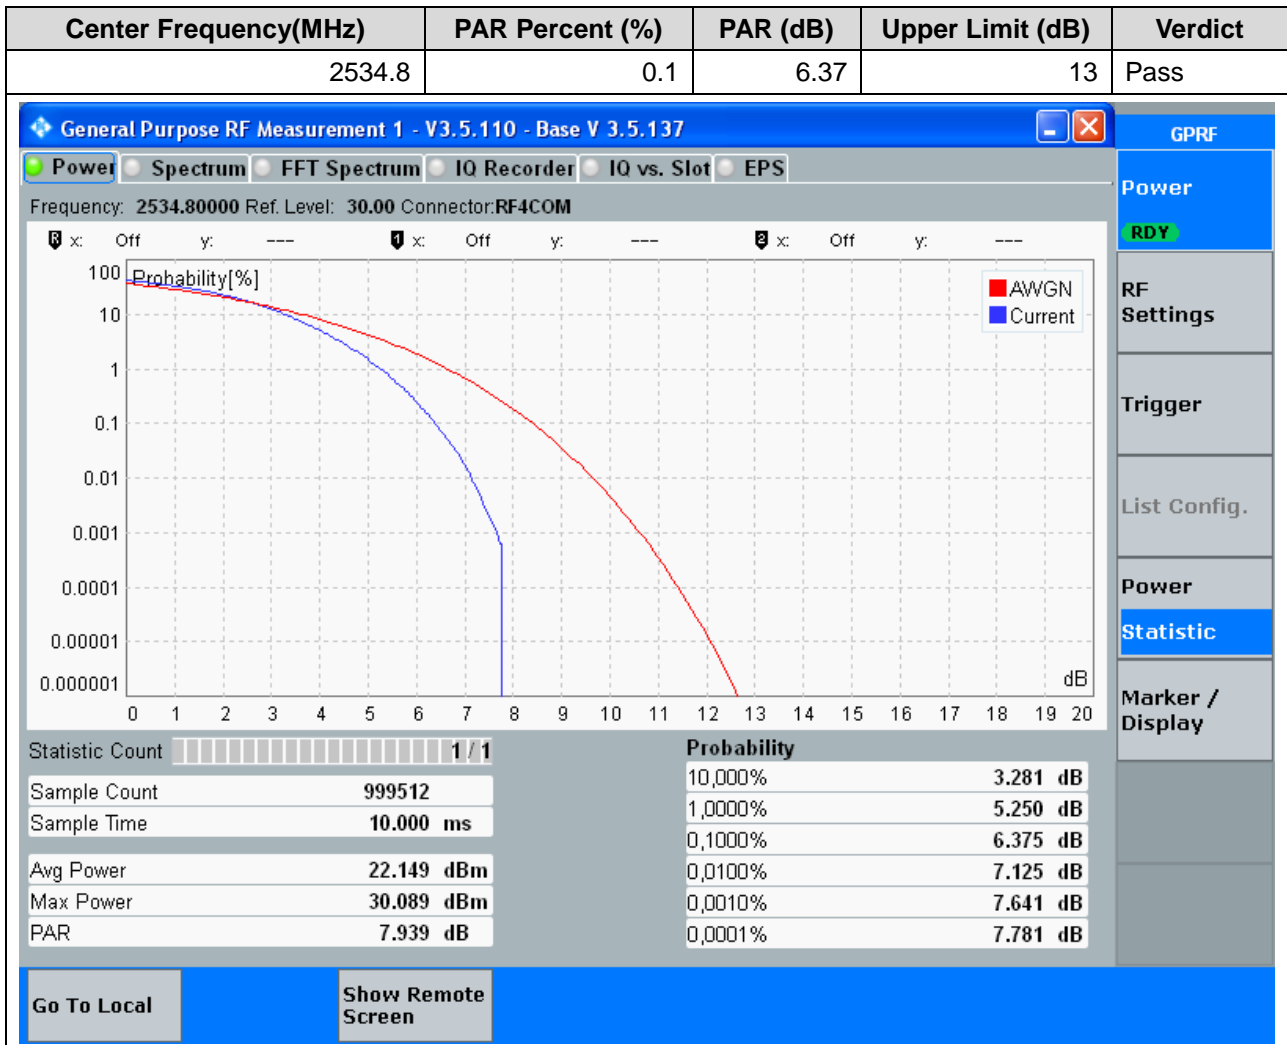 Center Frequency(MHz) PAR Percent (%) PAR (dB) Upper Limit (dB) Verdict
2534.8 0.1 6.37 13 Pass
General Purpose RF Measurement 1 - V3.5.110 - Base V 3.5.137
GPRF
Power Spectrum FFT Spectrum IQ Recorder IQ vs. Slot EPS
Power
RDY
Frequency: 2534.80000 Ref. Level: 30.00 Connector:RF4COM
R x: Off y: --- 1 x: Off y: --- 2 x: Off y: ---
Probability[%]
AWGN
Current
100
10
1
0.1
0.01
0.001
0.0001
0.00001
0.000001
dB
0 1 2 3 4 5 6 7 8 9 10 11 12 13 14 15 16 17 18 19 20
RF
Settings
Trigger
List Config.
Power
Statistic
Marker /
Display
Statistic Count 1 / 1
Sample Count 999512
Sample Time 10.000 ms
Avg Power 22.149 dBm
Max Power 30.089 dBm
PAR 7.939 dB
Probability
10,000% 3.281 dB
1,0000% 5.250 dB
0,1000% 6.375 dB
0,0100% 7.125 dB
0,0010% 7.641 dB
0,0001% 7.781 dB
Go To Local
Show Remote
Screen